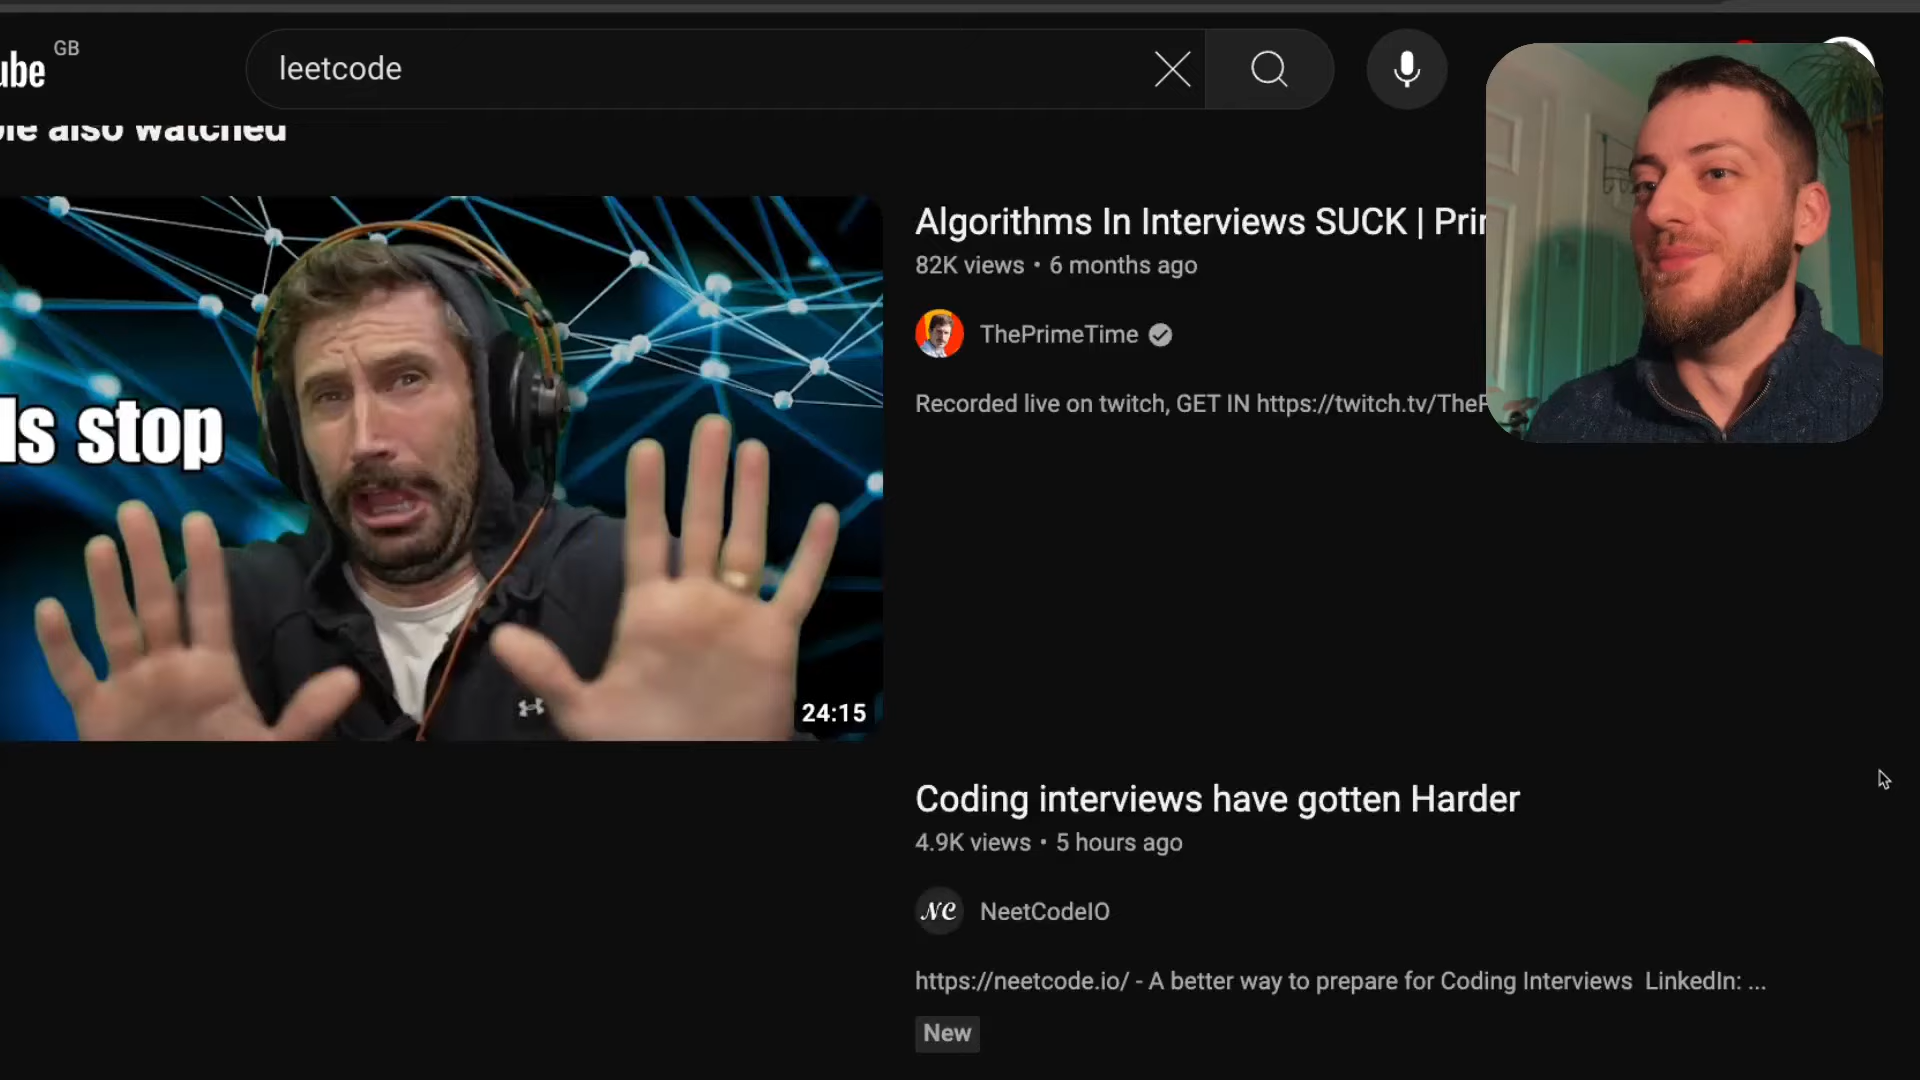 ube GB
leetcode
ple also watched
ls stop
24:15
Algorithms In Interviews SUCK | Pri
82K views • 6 months ago
ThePrimeTime
Recorded live on twitch, GET IN https://twitch.tv/TheP
Coding interviews have gotten Harder
4.9K views • 5 hours ago
NC NeetCodeIO
https://neetcode.io/ - A better way to prepare for Coding Interviews LinkedIn: ...
New